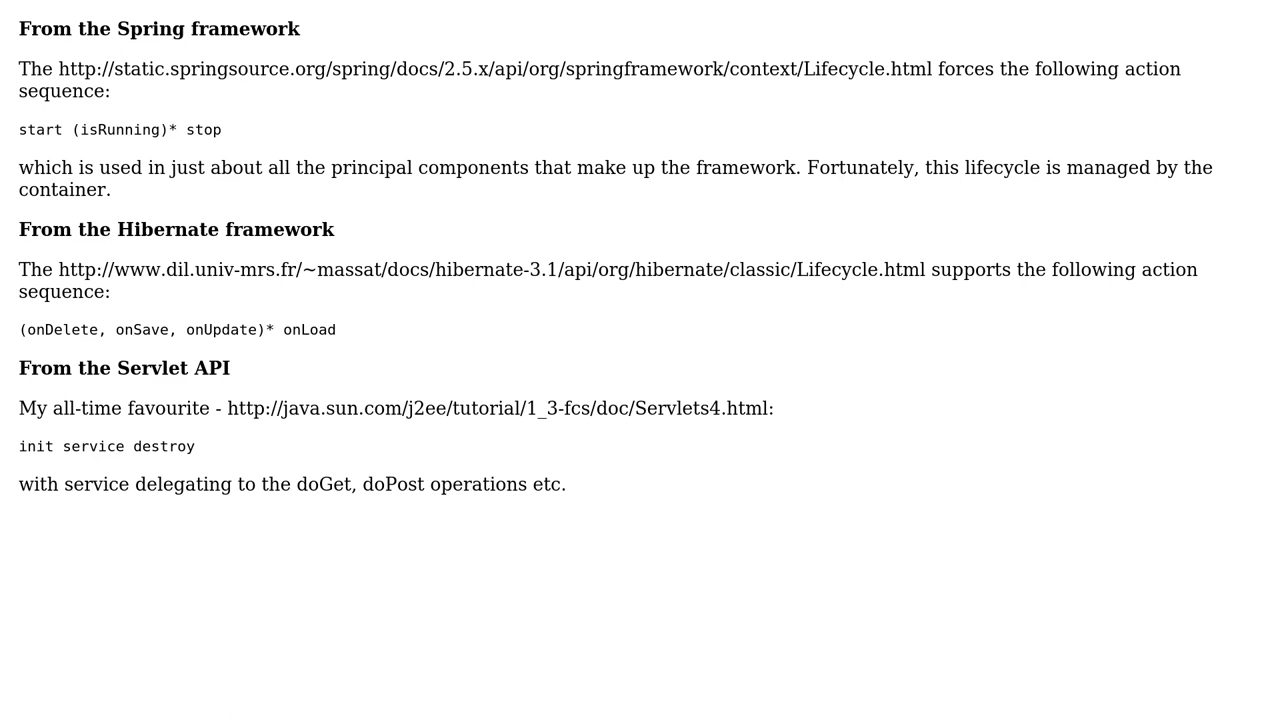 From the Spring framework
The http://static.springsource.org/spring/docs/2.5.x/api/org/springframework/context/Lifecycle.html forces the following action
sequence:
start (isRunning)* stop
which is used in just about all the principal components that make up the framework. Fortunately, this lifecycle is managed by the
container.
From the Hibernate framework
The http://www.dil.univ-mrs.fr/~massat/docs/hibernate-3.1/api/org/hibernate/classic/Lifecycle.html supports the following action
sequence:
(onDelete, onSave, onUpdate)* onLoad
From the Servlet API
My all-time favourite - http://java.sun.com/j2ee/tutorial/1_3-fcs/doc/Servlets4.html:
init service destroy
with service delegating to the doGet, doPost operations etc.